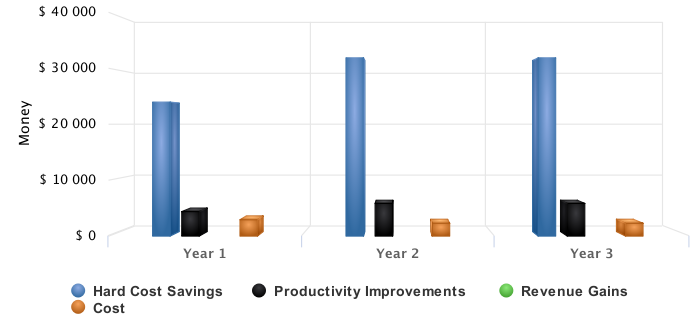 $ 40 000
$ 30 000
$ 20 000
$ 10 000
$ 0
Money
Year 1 Year 2 Year 3
Hard Cost Savings Productivity Improvements Revenue Gains
Cost